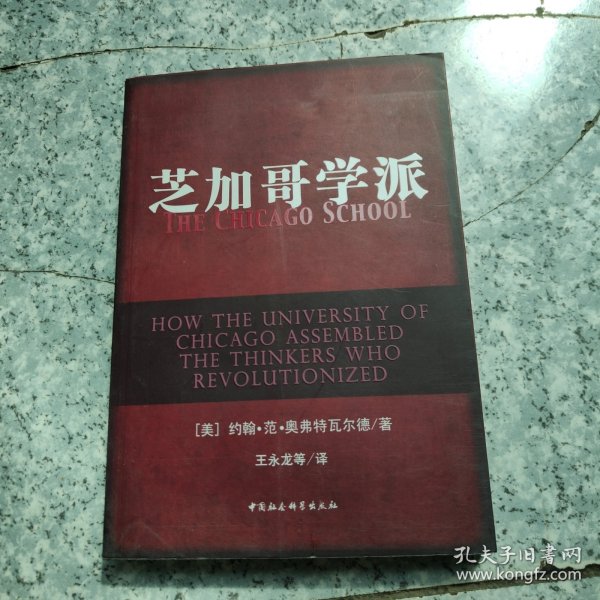 芝加哥学派
THE CHICAGO SCHOOL
HOW THE UNIVERSITY OF
CHICAGO ASSEMBLED
THE THINKERS WHO
REVOLUTIONIZED
[美] 约翰·范·奥弗特瓦尔德/著
王永龙等/译
中国社会科学出版社
孔夫子旧书网
www.kongfz.com